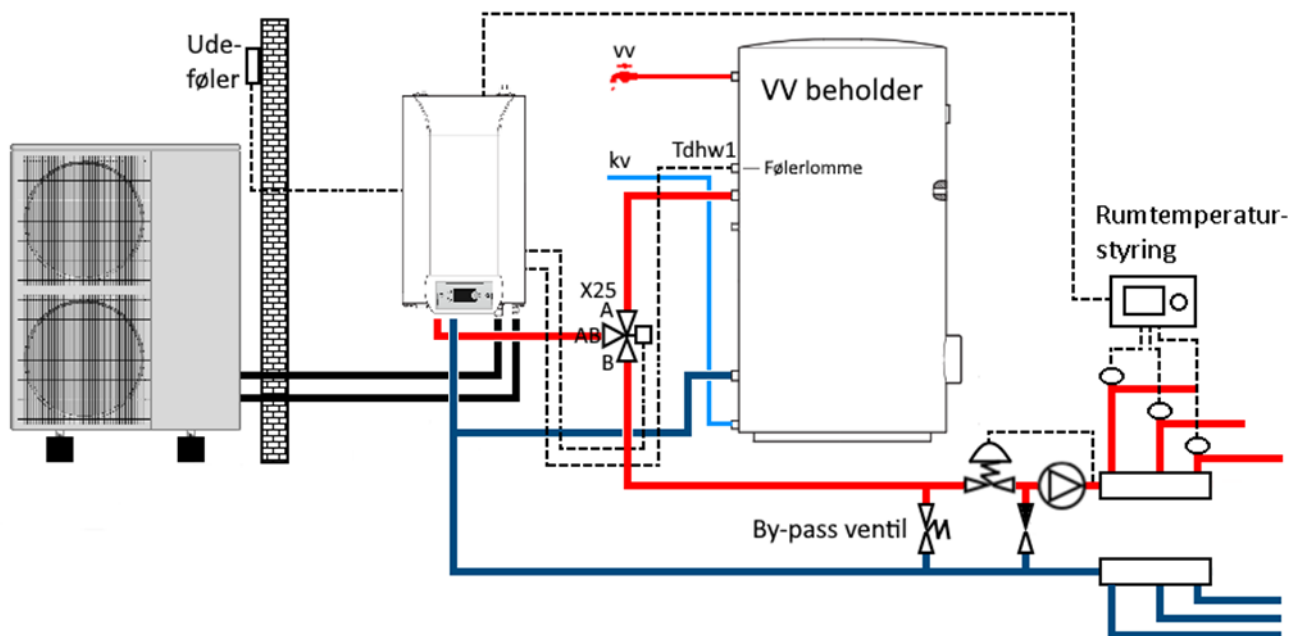 Ude-
føler
vv
VV beholder
Tdhw1
kv
Følerlomme
Rumtemperatur-
styring
X25
A
AB
B
By-pass ventil